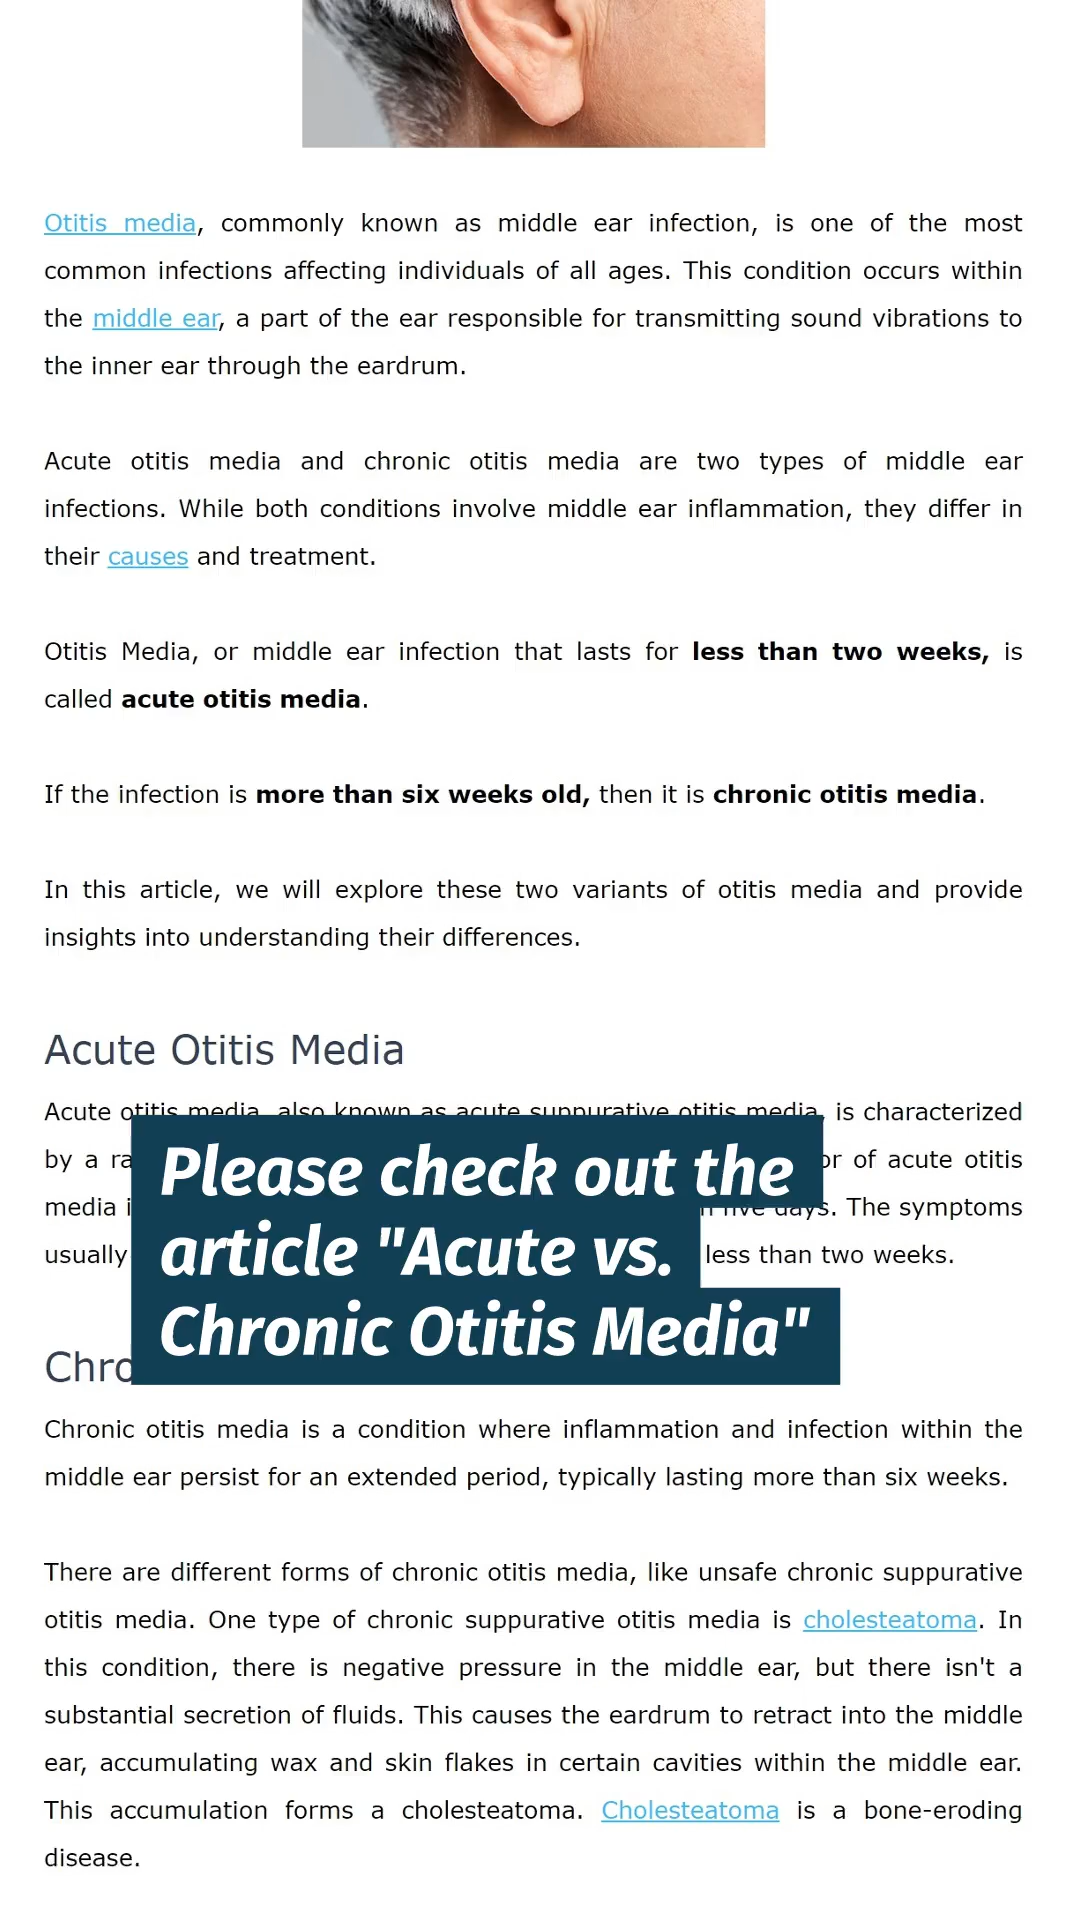 Otitis media, commonly known as middle ear infection, is one of the most
common infections affecting individuals of all ages. This condition occurs within
the middle ear, a part of the ear responsible for transmitting sound vibrations to
the inner ear through the eardrum.
Acute otitis media and chronic otitis media are two types of middle ear
infections. While both conditions involve middle ear inflammation, they differ in
their causes and treatment.
Otitis Media, or middle ear infection that lasts for less than two weeks, is
called acute otitis media.
If the infection is more than six weeks old, then it is chronic otitis media.
In this article, we will explore these two variants of otitis media and provide
insights into understanding their differences.
Acute Otitis Media
Acute otitis media, also known as acute suppurative otitis media, is characterized
by a of acute otitis
media five days. The symptoms
usually less than two weeks.
Please check out the
article "Acute vs.
Chronic Otitis Media"
Chronic otitis media is a condition where inflammation and infection within the
middle ear persist for an extended period, typically lasting more than six weeks.
There are different forms of chronic otitis media, like unsafe chronic suppurative
otitis media. One type of chronic suppurative otitis media is cholesteatoma. In
this condition, there is negative pressure in the middle ear, but there isn't a
substantial secretion of fluids. This causes the eardrum to retract into the middle
ear, accumulating wax and skin flakes in certain cavities within the middle ear.
This accumulation forms a cholesteatoma. Cholesteatoma is a bone-eroding
disease.